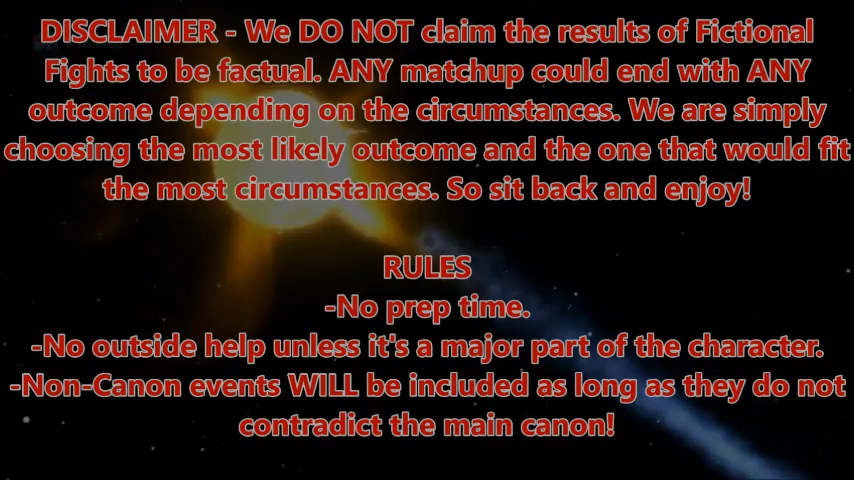 DISCLAIMER - We DO NOT claim the results of Fictional
Fights to be factual. ANY matchup could end with ANY
outcome depending on the circumstances. We are simply
choosing the most likely outcome and the one that would fit
the most circumstances. So sit back and enjoy!
RULES
-No prep time.
-No outside help unless it's a major part of the character.
-Non-Canon events WILL be included as long as they do not
contradict the main canon!